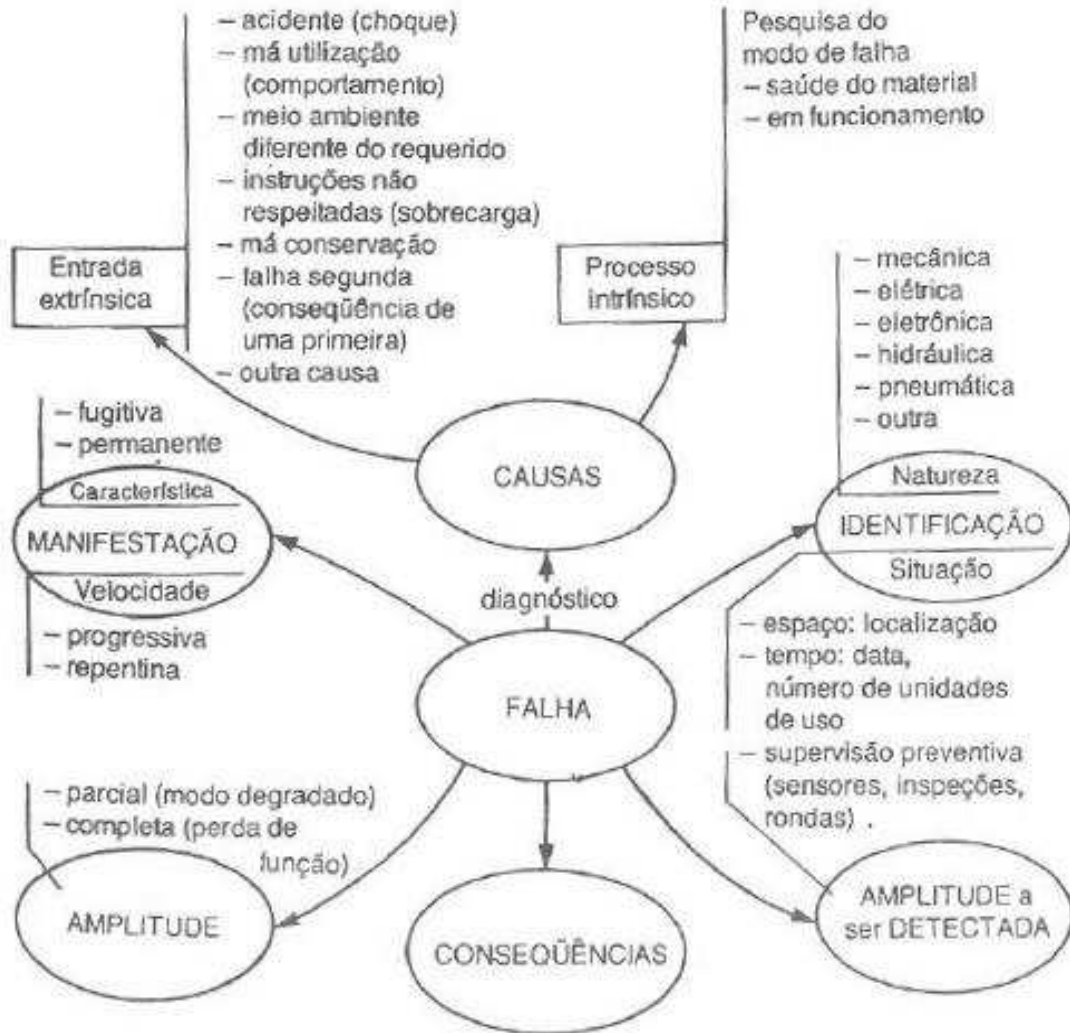 – acidente (choque)
– má utilização
(comportamento)
– meio ambiente
diferente do requerido
– instruções não
respeitadas (sobrecarga)
– má conservação
– falha segunda
(conseqüência de
uma primeira)
– outra causa
Entrada
extrínsica
Pesquisa do
modo de falha
– saúde do material
– em funcionamento
Processo
intrínsico
– mecânica
– elétrica
– eletrônica
– hidráulica
– pneumática
– outra
– fugitiva
– permanente
Característica
MANIFESTAÇÃO
Velocidade
– progressiva
– repentina
CAUSAS
Natureza
IDENTIFICAÇÃO
Situação
diagnóstico
FALHA
– espaço: localização
– tempo: data,
número de unidades
de uso
– supervisão preventiva
(sensores, inspeções,
rondas) .
– parcial (modo degradado)
– completa (perda de
função)
AMPLITUDE
CONSEQÜÊNCIAS
AMPLITUDE a
ser DETECTADA